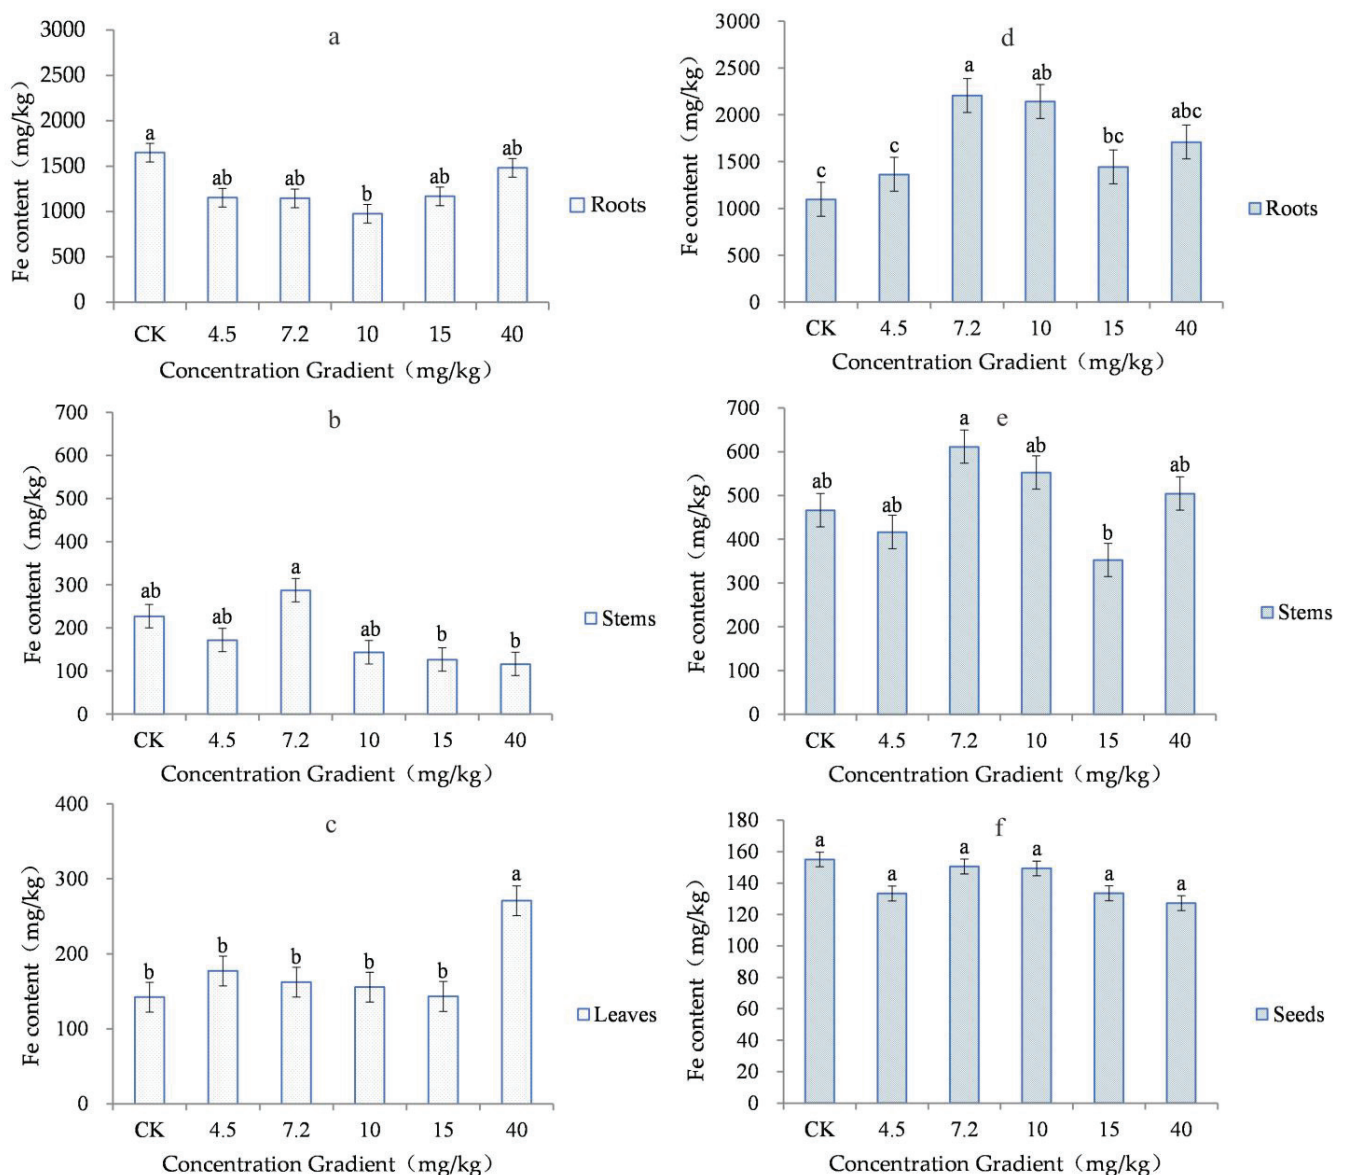 a
Fe content（mg/kg）
3000
2500
2000
1500
1000
500
0
a
ab
ab
b
ab
ab
CK 4.5 7.2 10 15 40
Concentration Gradient（mg/kg）
Roots
d
Fe content（mg/kg）
3000
2500
2000
1500
1000
500
0
c
c
a
ab
bc
abc
CK 4.5 7.2 10 15 40
Concentration Gradient（mg/kg）
Roots
b
Fe content（mg/kg）
700
600
500
400
300
200
100
0
ab
ab
a
ab
b
b
CK 4.5 7.2 10 15 40
Concentration Gradient（mg/kg）
Stems
e
Fe content（mg/kg）
700
600
500
400
300
200
100
0
ab
ab
a
ab
b
ab
CK 4.5 7.2 10 15 40
Concentration Gradient（mg/kg）
Stems
c
Fe content（mg/kg）
400
300
200
100
0
b
b
b
b
b
a
CK 4.5 7.2 10 15 40
Concentration Gradient（mg/kg）
Leaves
f
Fe content（mg/kg）
180
160
140
120
100
80
60
40
20
0
a
a
a
a
a
a
CK 4.5 7.2 10 15 40
Concentration Gradient（mg/kg）
Seeds